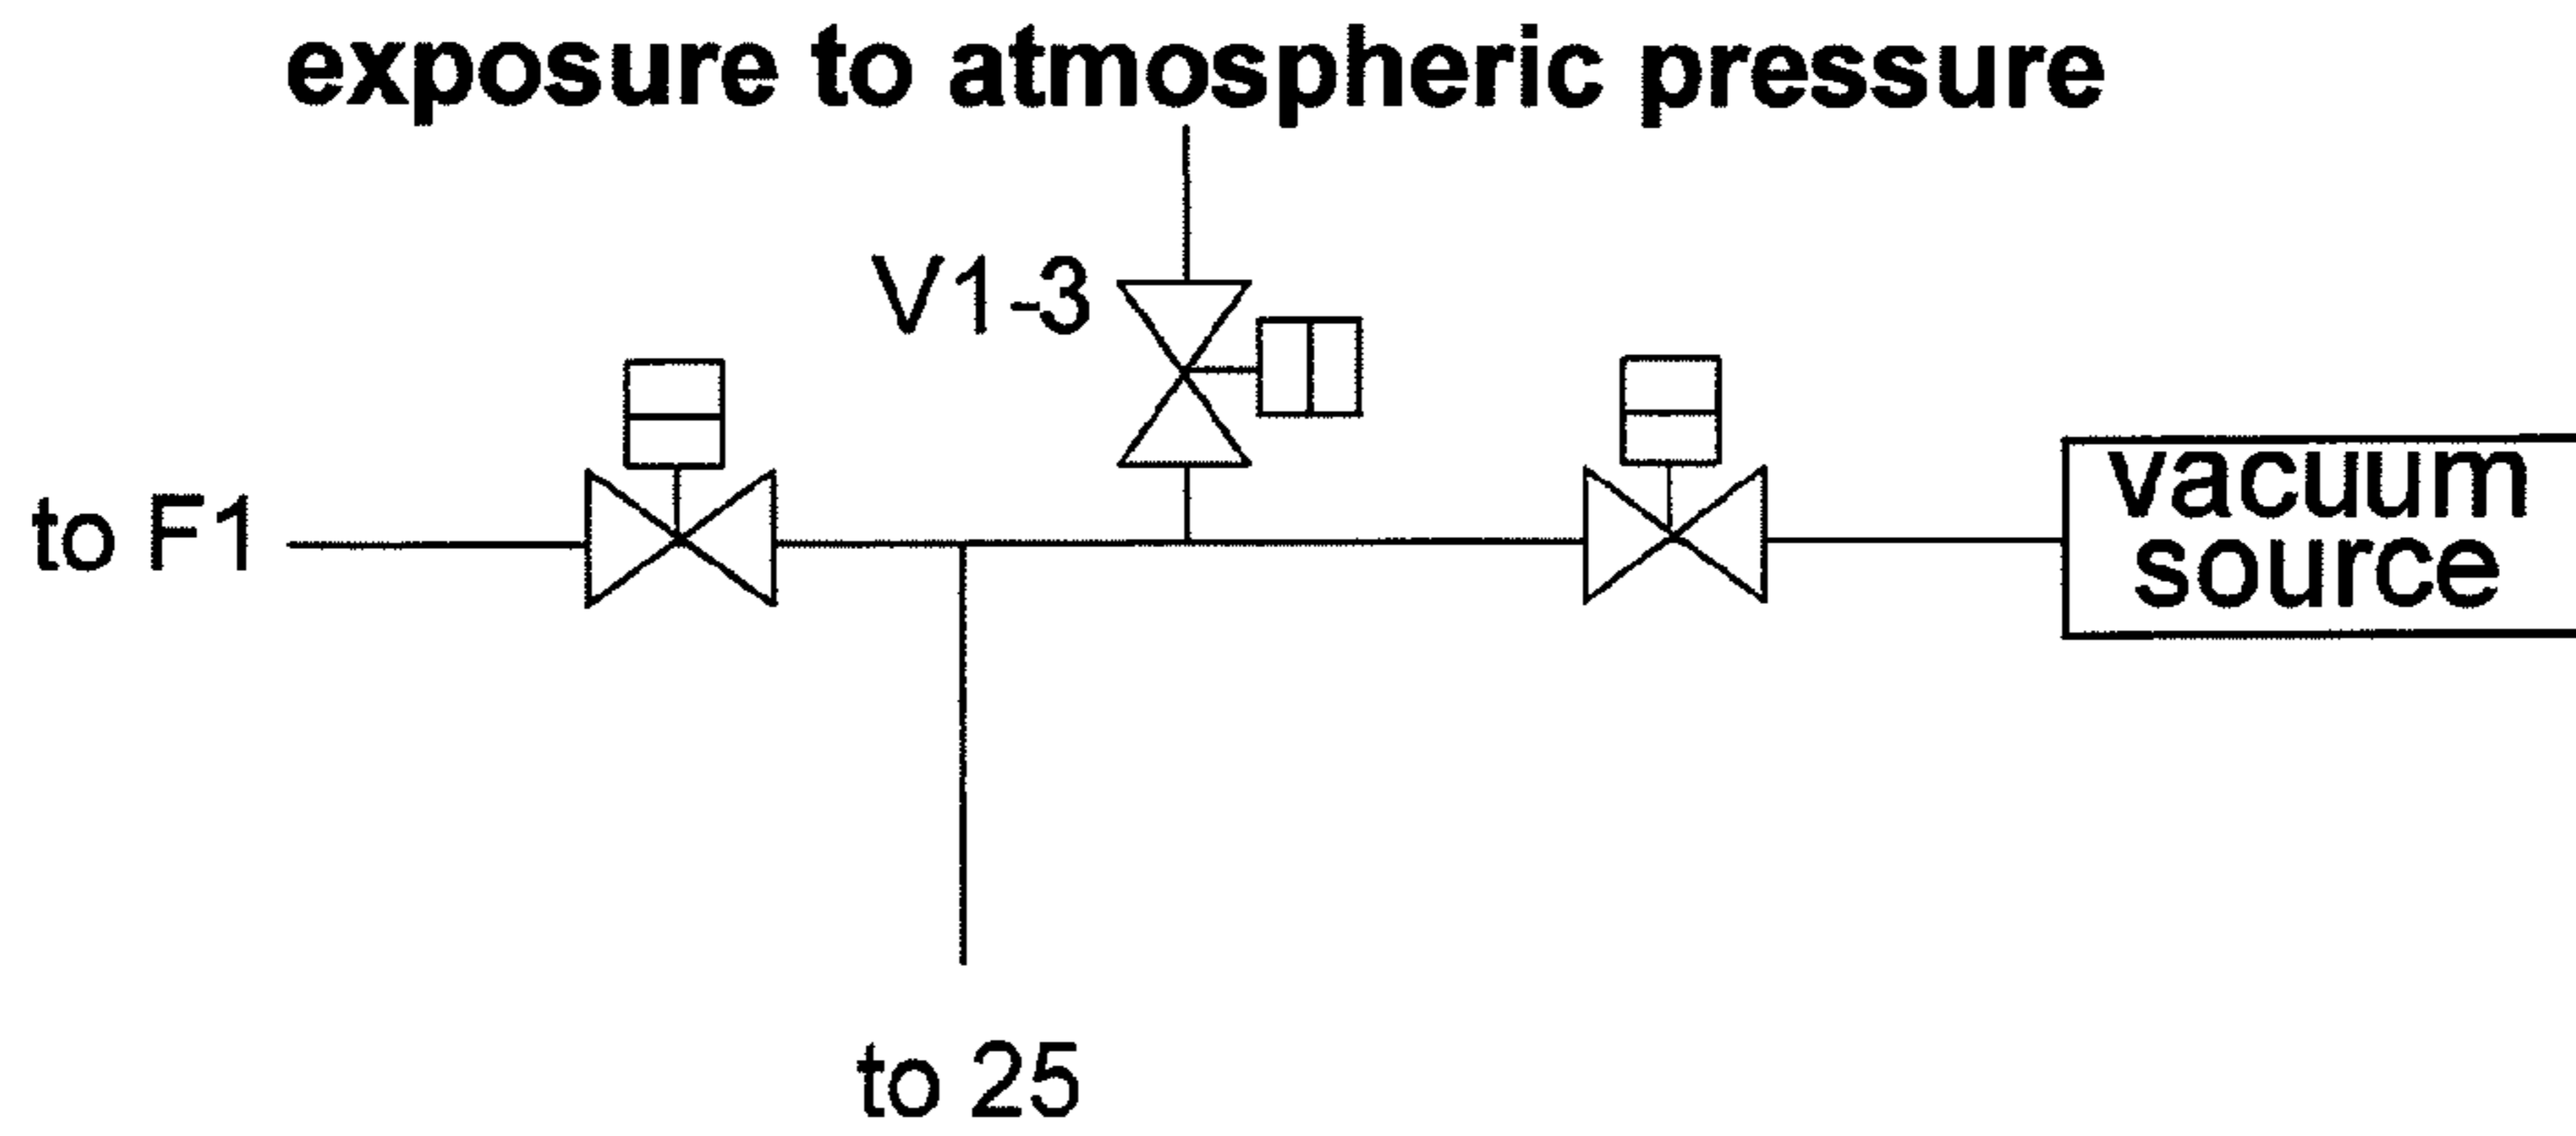 exposure to atmospheric pressure
V1-3
to F1
vacuum
source
to 25